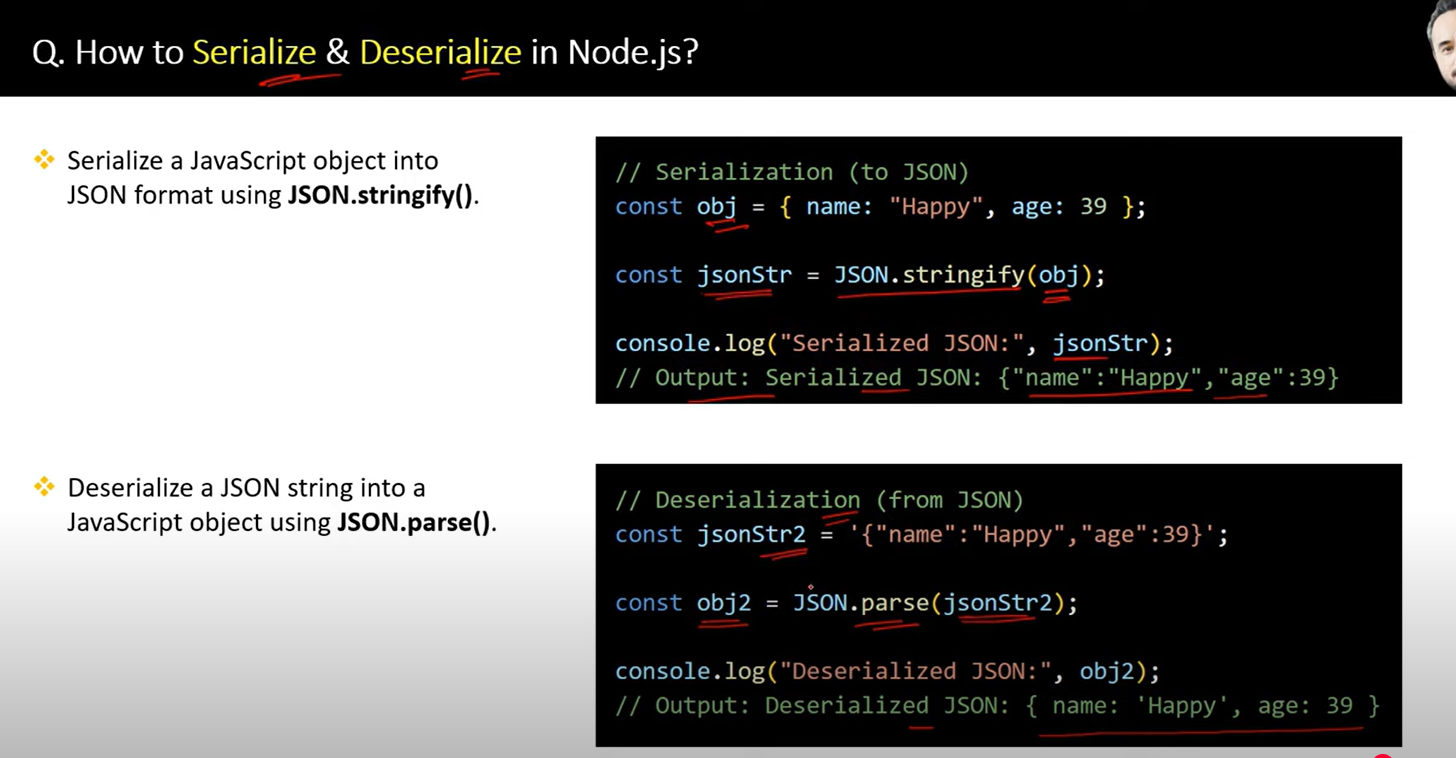 Q. How to Serialize & Deserialize in Node.js?
Serialize a JavaScript object into
JSON format using JSON.stringify().
// Serialization (to JSON)
const obj = { name: "Happy", age: 39 };
const jsonStr = JSON.stringify(obj);
console.log("Serialized JSON:", jsonStr);
// Output: Serialized JSON: {"name":"Happy","age":39}
Deserialize a JSON string into a
JavaScript object using JSON.parse().
// Deserialization (from JSON)
const jsonStr2 = '{"name":"Happy","age":39}';
const obj2 = JSON.parse(jsonStr2);
console.log("Deserialized JSON:", obj2);
// Output: Deserialized JSON: { name: 'Happy', age: 39 }